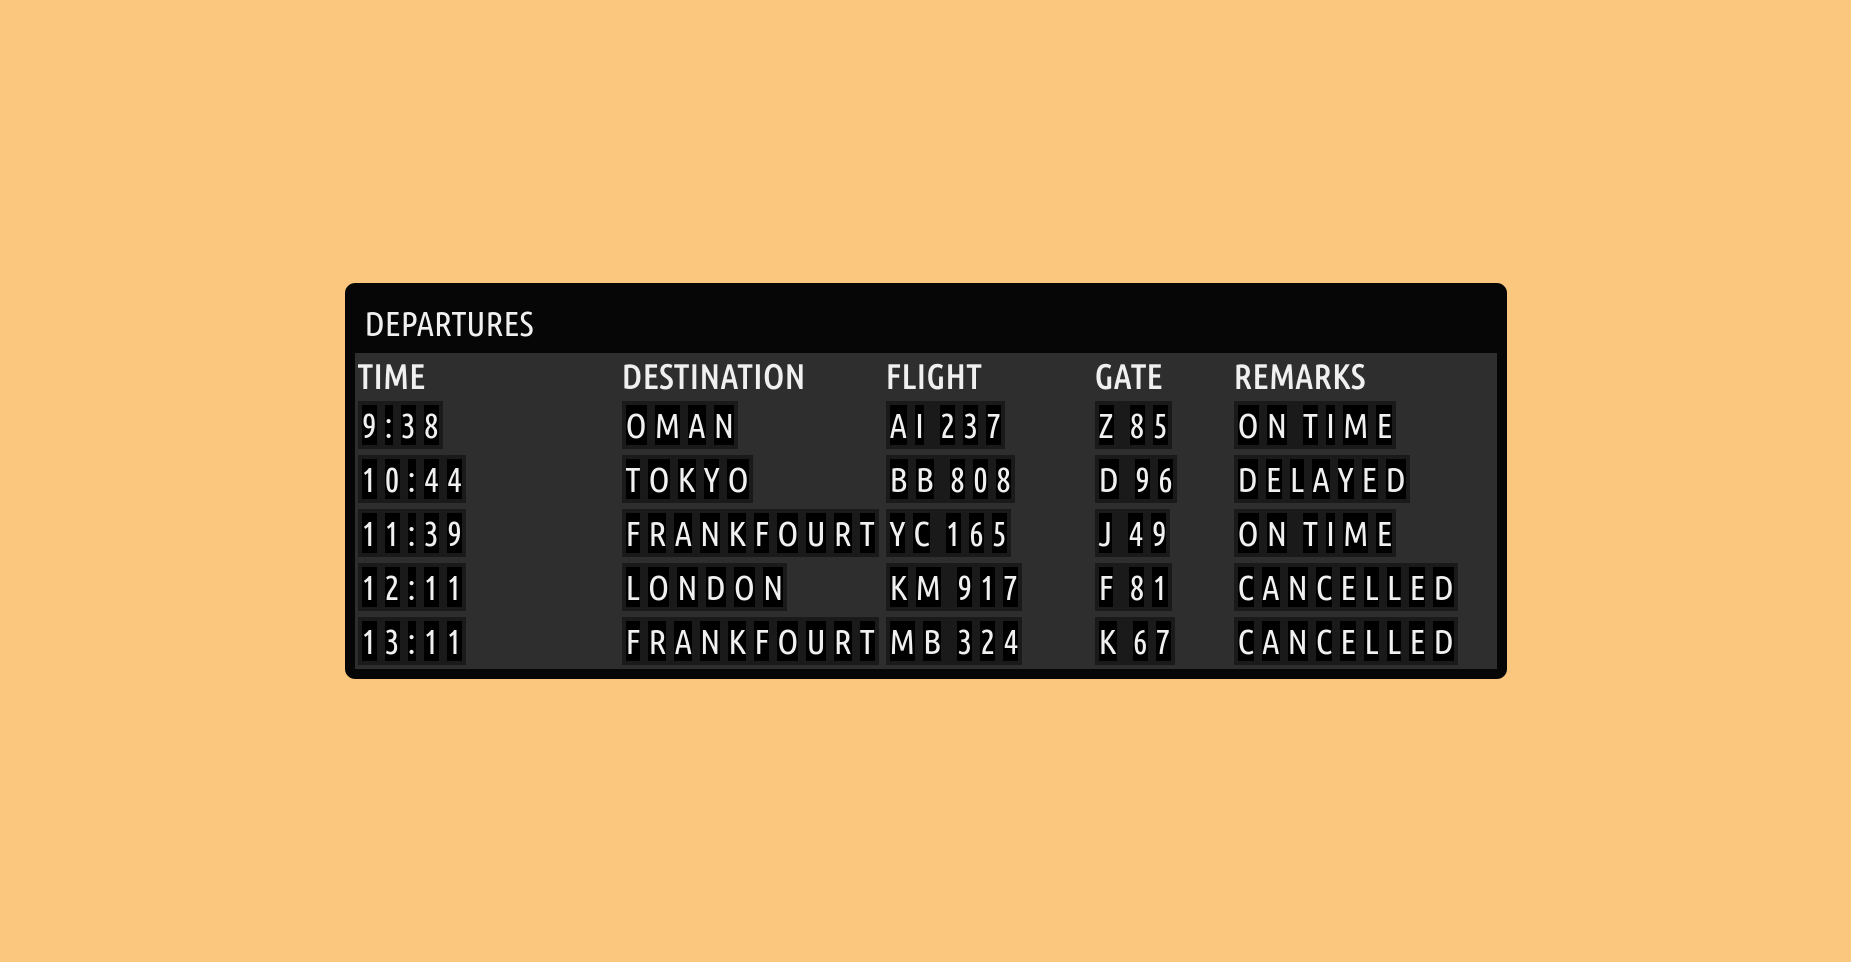 DEPARTURES
TIME DESTINATION FLIGHT GATE REMARKS
9:38 OMAN AI 237 Z 85 ON TIME
10:44 TOKYO BB 808 D 96 DELAYED
11:39 FRANKFOURT YC 165 J 49 ON TIME
12:11 LONDON KM 917 F 81 CANCELLED
13:11 FRANKFOURT MB 324 K 67 CANCELLED